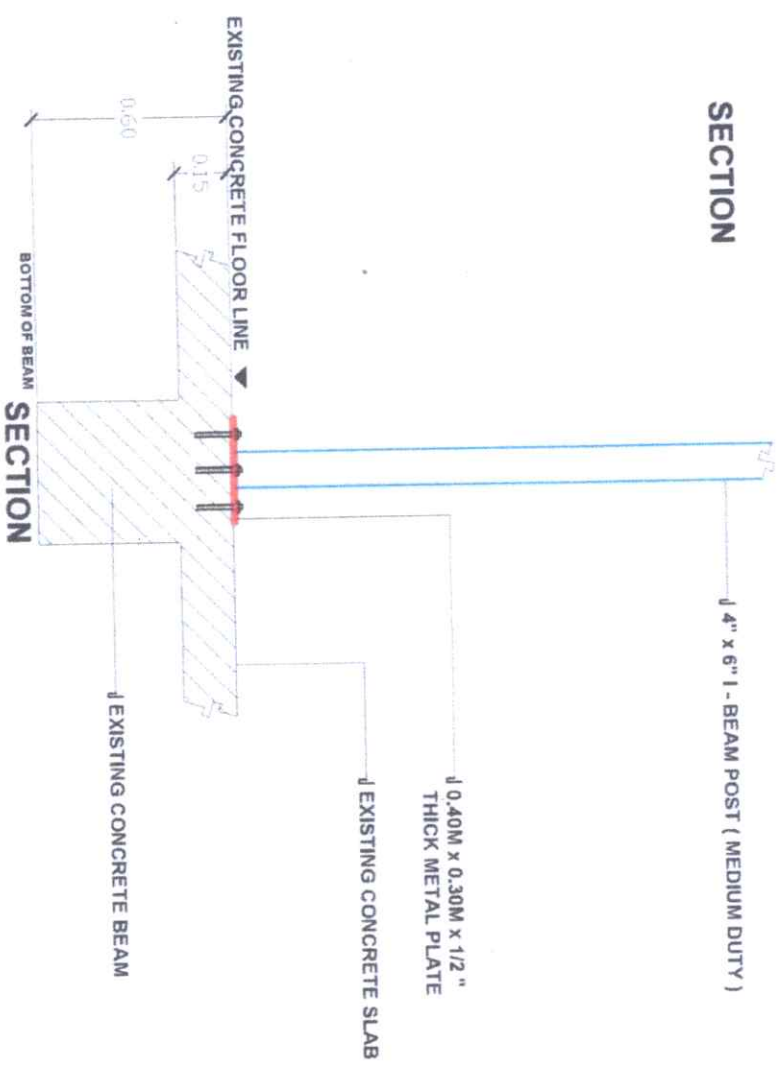 SECTION
4" x 6" I - BEAM POST ( MEDIUM DUTY )
0.40M x 0.30M x 1/2 "
THICK METAL PLATE
EXISTING CONCRETE SLAB
EXISTING CONCRETE FLOOR LINE
0.15
0.60
EXISTING CONCRETE BEAM
BOTTOM OF BEAM
SECTION